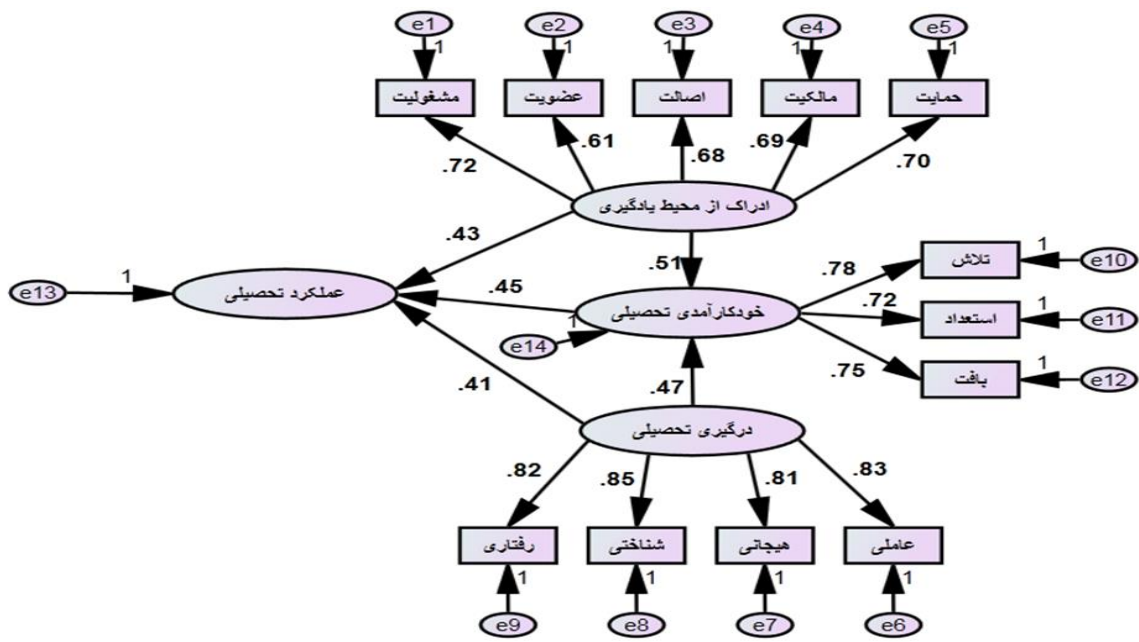 e1
e2
e3
e4
e5
1
1
1
1
1
مشغولیت
عضویت
اصالت
مالکیت
حمایت
.72
.61
.68
.69
.70
ادراک از محیط یادگیری
.43
.51
.78
تلاش
1
e10
e13
1
عملکرد تحصیلی
.45
خودکارآمدی تحصیلی
.72
استعداد
1
e11
e14
1
.75
بافت
1
e12
.41
.47
درگیری تحصیلی
.82
.85
.81
.83
رفتاری
شناختی
هیجانی
عاملی
1
1
1
1
e9
e8
e7
e6